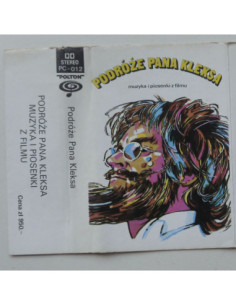 STEREO
PC-013
"POLTON"
PODRÓŻE PANA KLEKSA
MUZYKA I PIOSENKI
Z FILMU
Cena zł 950.-
Podróże Pana Kleksa
PODRÓŻE PANA KLEKSA
muzyka i piosenki z filmu